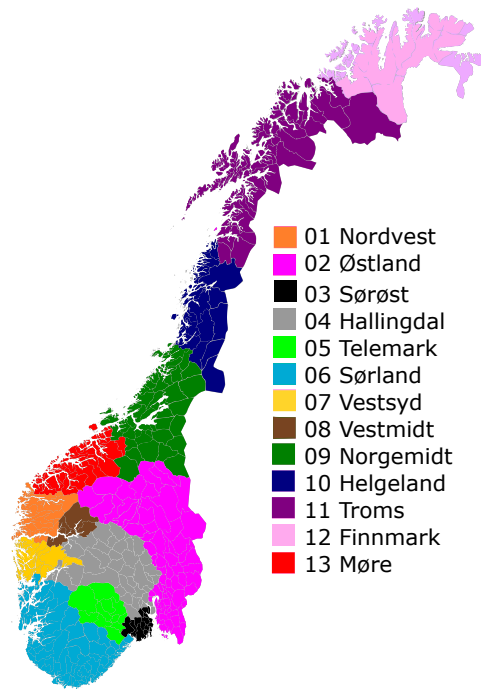 01 Nordvest
02 Østland
03 Sørøst
04 Hallingdal
05 Telemark
06 Sørland
07 Vestsyd
08 Vestmidt
09 Norgemidt
10 Helgeland
11 Troms
12 Finnmark
13 Møre